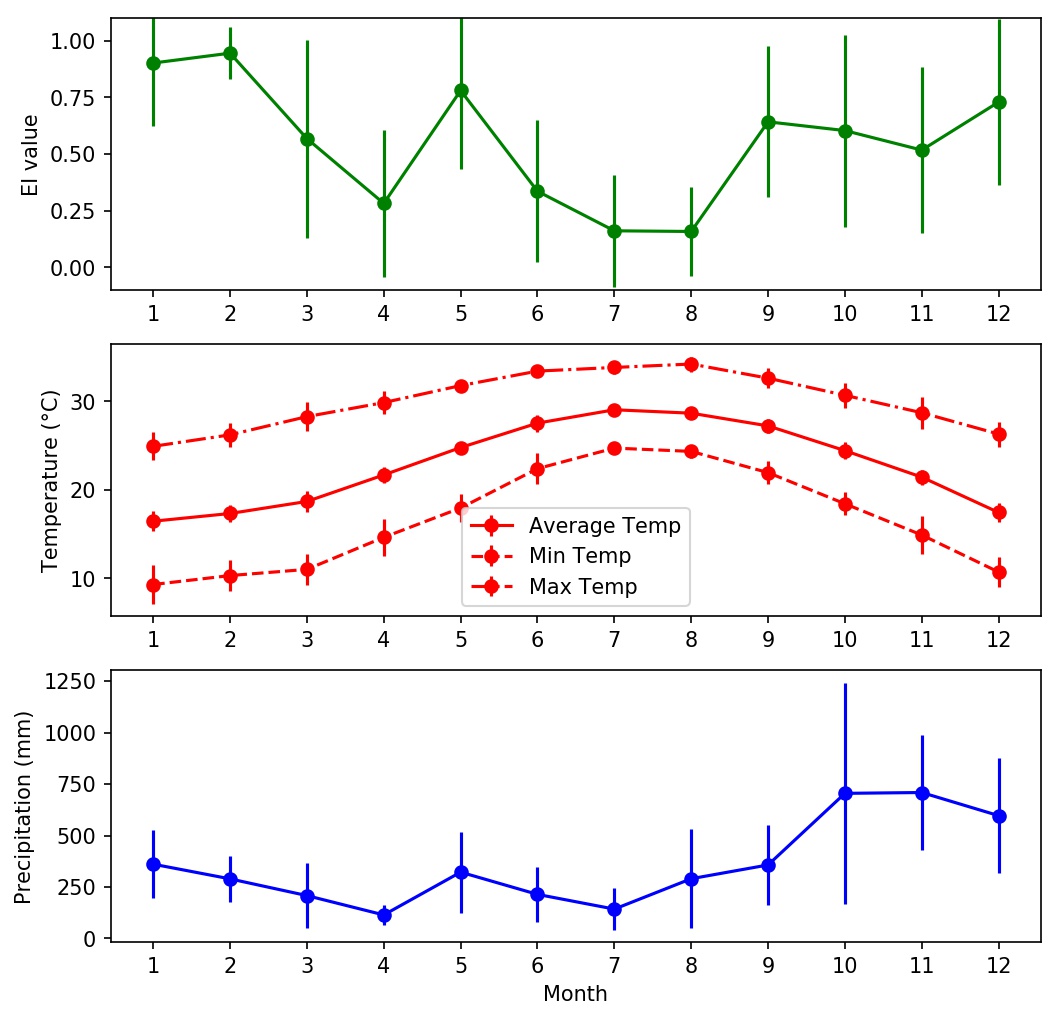 EI value
1.00
0.75
0.50
0.25
0.00
1 2 3 4 5 6 7 8 9 10 11 12
Temperature (°C)
30
20
10
Average Temp
Min Temp
Max Temp
1 2 3 4 5 6 7 8 9 10 11 12
Precipitation (mm)
1250
1000
750
500
250
0
1 2 3 4 5 6 7 8 9 10 11 12
Month